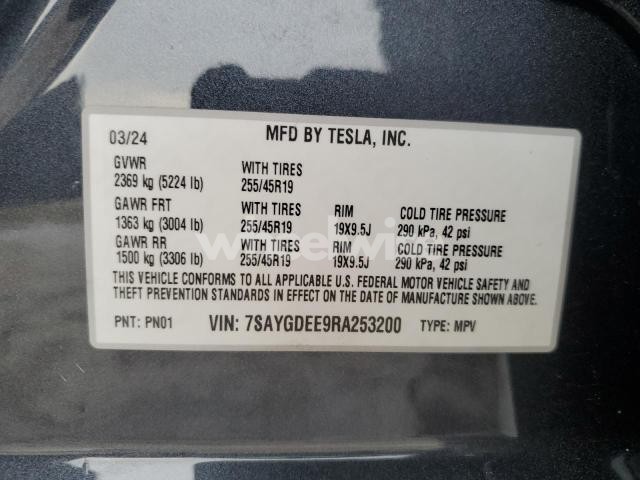 03/24 MFD BY TESLA, INC.
GVWR WITH TIRES
2369 kg (5224 lb) 255/45R19
GAWR FRT WITH TIRES RIM COLD TIRE PRESSURE
1363 kg (3004 lb) 255/45R19 19X9.5J 290 kPa, 42 psi
GAWR RR WITH TIRES RIM COLD TIRE PRESSURE
1500 kg (3306 lb) 255/45R19 19X9.5J 290 kPa, 42 psi
THIS VEHICLE CONFORMS TO ALL APPLICABLE U.S. FEDERAL MOTOR VEHICLE SAFETY AND
THEFT PREVENTION STANDARDS IN EFFECT ON THE DATE OF MANUFACTURE SHOWN ABOVE.
PNT: PN01 VIN: 7SAYGDEE9RA253200 TYPE: MPV